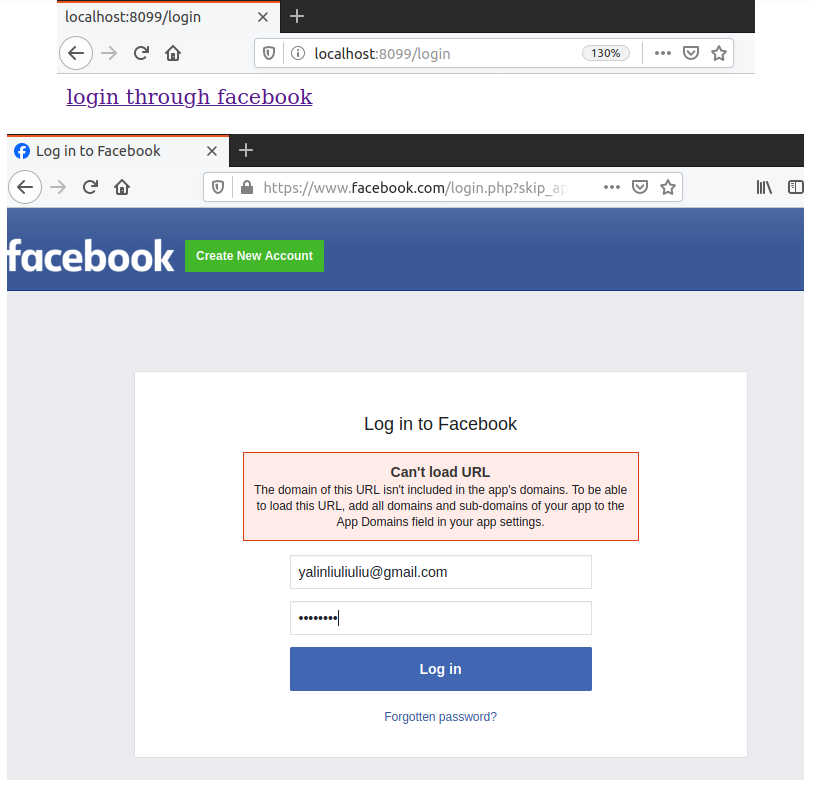 localhost:8099/login
localhost:8099/login
130%
login through facebook
Log in to Facebook
https://www.facebook.com/login.php?skip_ap
facebook
Create New Account
Log in to Facebook
Can't load URL
The domain of this URL isn't included in the app's domains. To be able
to load this URL, add all domains and sub-domains of your app to the
App Domains field in your app settings.
yalinliuliuliu@gmail.com
••••••••
Log in
Forgotten password?